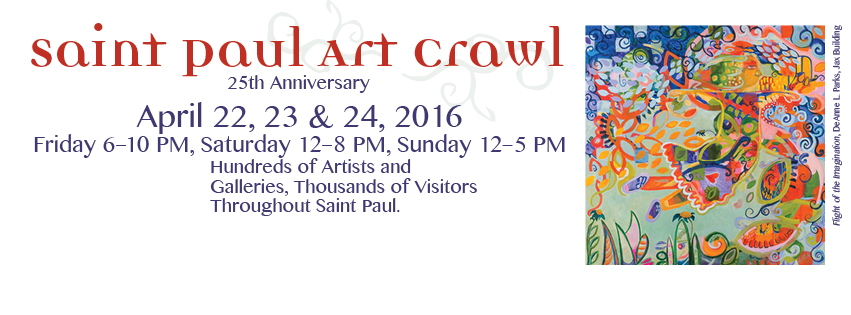 Saint Paul Art Crawl
25th Anniversary
April 22, 23 & 24, 2016
Friday 6–10 PM, Saturday 12–8 PM, Sunday 12–5 PM
Hundreds of Artists and
Galleries, Thousands of Visitors
Throughout Saint Paul.
Flight of the Imagination, DeAnne L. Parks, Jax Building